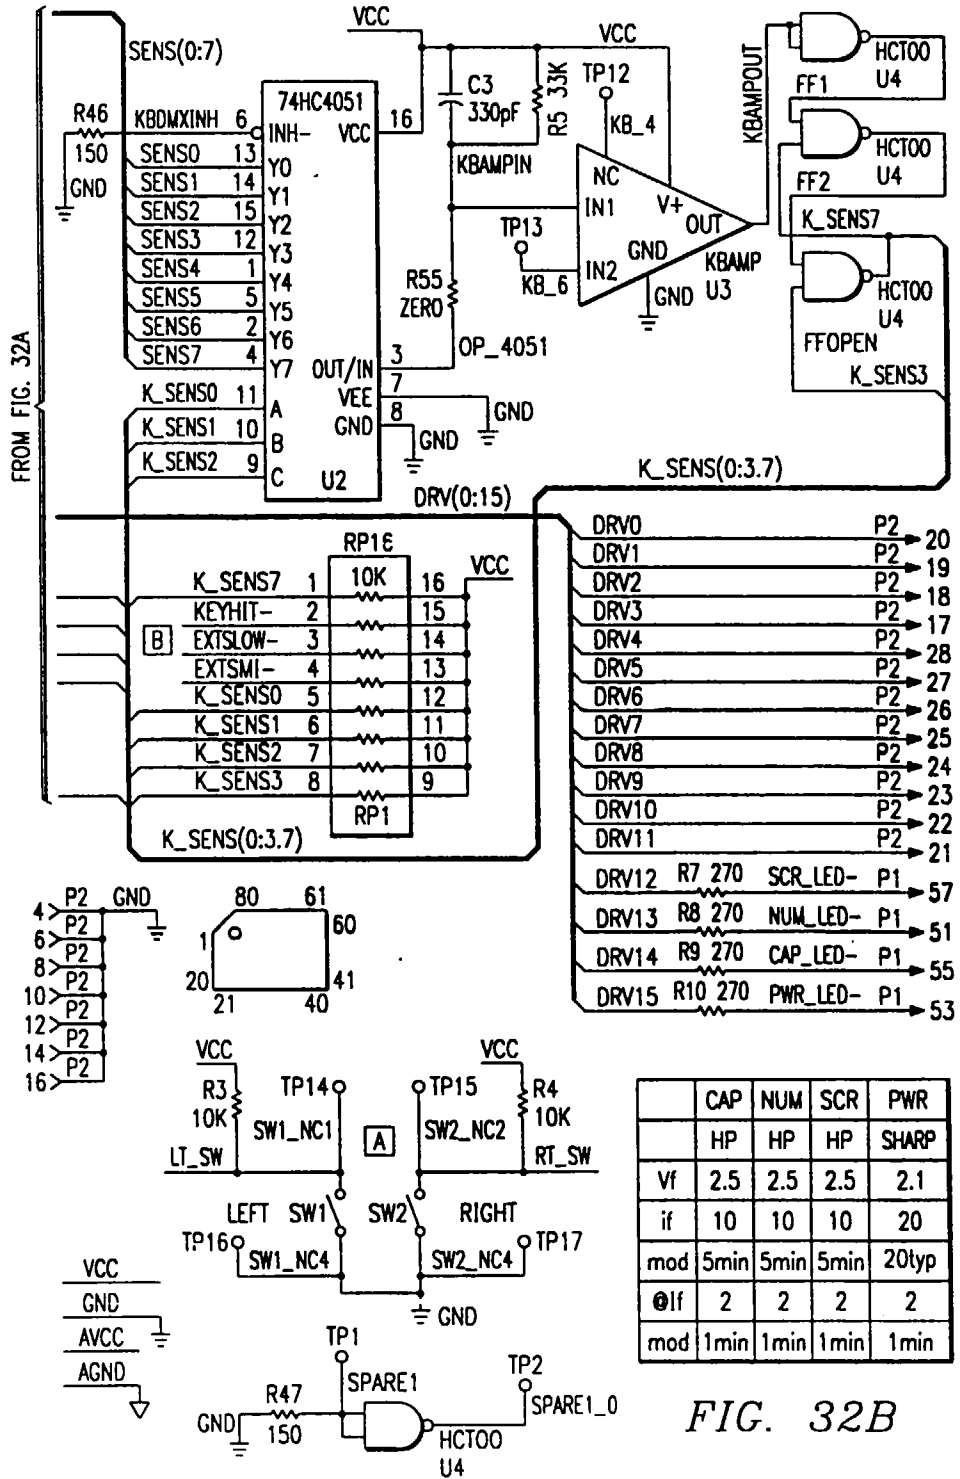 FROM FIG. 32A
SENS(0:7)
VCC
R46
150
GND
KBDMXINH 6
SENS0 13
SENS1 14
SENS2 15
SENS3 12
SENS4 1
SENS5 5
SENS6 2
SENS7 4
K_SENS0 11
K_SENS1 10
K_SENS2 9
74HC4051
INH-
VCC
16
Y0
Y1
Y2
Y3
Y4
Y5
Y6
Y7
OUT/IN
3
VEE
7
GND
8
A
B
C
U2
GND
GND
C3
330pF
R5 33K
KBAMPIN
R55
ZERO
OP_4051
VCC
TP12
KB_4
NC
IN1
V+
OUT
GND
IN2
TP13
KB_6
KBAMP
U3
GND
KBAMPOUT
HCT00
U4
FF1
HCT00
U4
FF2
K_SENS7
HCT00
U4
FFOPEN
K_SENS3
K_SENS(0:3.7)
DRV(0:15)
RP16
10K
VCC
K_SENS7 1 16
KEYHIT- 2 15
B
EXTSLOW- 3 14
EXTSMI- 4 13
K_SENS0 5 12
K_SENS1 6 11
K_SENS2 7 10
K_SENS3 8 9
RP1
K_SENS(0:3.7)
DRV0 P2 20
DRV1 P2 19
DRV2 P2 18
DRV3 P2 17
DRV4 P2 28
DRV5 P2 27
DRV6 P2 26
DRV7 P2 25
DRV8 P2 24
DRV9 P2 23
DRV10 P2 22
DRV11 P2 21
DRV12 R7 270 SCR_LED- P1 57
DRV13 R8 270 NUM_LED- P1 51
DRV14 R9 270 CAP_LED- P1 55
DRV15 R10 270 PWR_LED- P1 53
4 P2 GND
6 P2
8 P2
10 P2
12 P2
14 P2
16 P2
80 61
1 60
20 41
21 40
VCC
R3
10K
TP14
SW1_NC1
LT_SW
A
TP15
SW2_NC2
VCC
R4
10K
RT_SW
LEFT SW1 SW2 RIGHT
TP16 TP17
SW1_NC4 SW2_NC4
GND
VCC
GND
AVCC
AGND
TP1
SPARE1
R47
150
GND
HCT00
U4
TP2
SPARE1_0
CAP NUM SCR PWR
HP HP HP SHARP
Vf 2.5 2.5 2.5 2.1
if 10 10 10 20
mod 5min 5min 5min 20typ
@If 2 2 2 2
mod 1min 1min 1min 1min
FIG. 32B